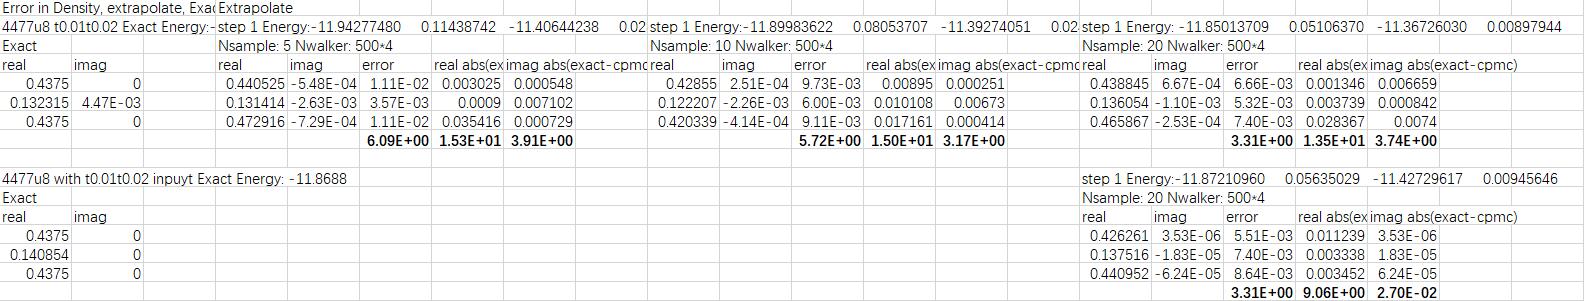 Error in Density, extrapolate, Exac Extrapolate
4477u8 t0.01t0.02 Exact Energy:- step 1 Energy:-11.94277480 0.11438742 -11.40644238 0.02 step 1 Energy:-11.89983622 0.08053707 -11.39274051 0.02 step 1 Energy:-11.85013709 0.05106370 -11.36726030 0.00897944
Exact Nsample: 5 Nwalker: 500*4 Nsample: 10 Nwalker: 500*4 Nsample: 20 Nwalker: 500*4
real imag real imag error real abs(ex imag abs(exact-cpmc) real imag error real abs(ex imag abs(exact-cpmc real imag error real abs(ex imag abs(exact-cpmc)
0.4375 0 0.440525 -5.48E-04 1.11E-02 0.003025 0.000548 0.42855 2.51E-04 9.73E-03 0.00895 0.000251 0.438845 6.67E-04 6.66E-03 0.001346 0.006659
0.132315 4.47E-03 0.131414 -2.63E-03 3.57E-03 0.0009 0.007102 0.122207 -2.26E-03 6.00E-03 0.010108 0.00673 0.136054 -1.10E-03 5.32E-03 0.003739 0.000842
0.4375 0 0.472916 -7.29E-04 1.11E-02 0.035416 0.000729 0.420339 -4.14E-04 9.11E-03 0.017161 0.000414 0.465867 -2.53E-04 7.40E-03 0.028367 0.0074
6.09E+00 1.53E+01 3.91E+00 5.72E+00 1.50E+01 3.17E+00 3.31E+00 1.35E+01 3.74E+00
4477u8 with t0.01t0.02 inpuyt Exact Energy: -11.8688 step 1 Energy:-11.87210960 0.05635029 -11.42729617 0.00945646
Exact Nsample: 20 Nwalker: 500*4
real imag real imag error real abs(ex imag abs(exact-cpmc)
0.4375 0 0.426261 3.53E-06 5.51E-03 0.011239 3.53E-06
0.140854 0 0.137516 -1.83E-05 7.40E-03 0.003338 1.83E-05
0.4375 0 0.440952 -6.24E-05 8.64E-03 0.003452 6.24E-05
3.31E+00 9.06E+00 2.70E-02